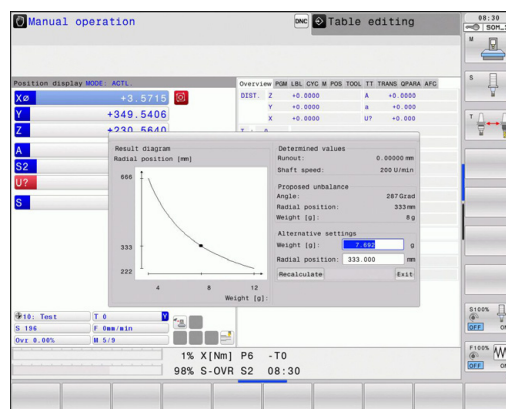 Manual operation
DNC
Table editing
08:30
Position display MODE: ACTL.
Overview PGM LBL CYC M POS TOOL TT TRANS QPARA AFC
X +3.5715
Y +349.5406
Z +230.5640
A
S2
U?
S
DIST. Z +0.0000 A +0.0000
Y +0.0000 a +0.000
X +0.0000 U? +0.000
Result diagram
Radial position [mm]
666
333
222
4 8 12
Weight [g]:
Determined values
Runout: 0.00000 mm
Shaft speed: 200 U/min
Proposed unbalance
Angle: 287 Grad
Radial position: 333 mm
Weight [g]: 8 g
Alternative settings
Weight [g]: 7.692 g
Radial position: 333.000 mm
Recalculate Exit
10: Test T 0 Y
S 196 F 0mm/min
Ovr 0.00% M 5/9
1% X[Nm] P6 -T0
98% S-OVR S2 08:30
M
S
T
S100%
OFF
F100%
OFF